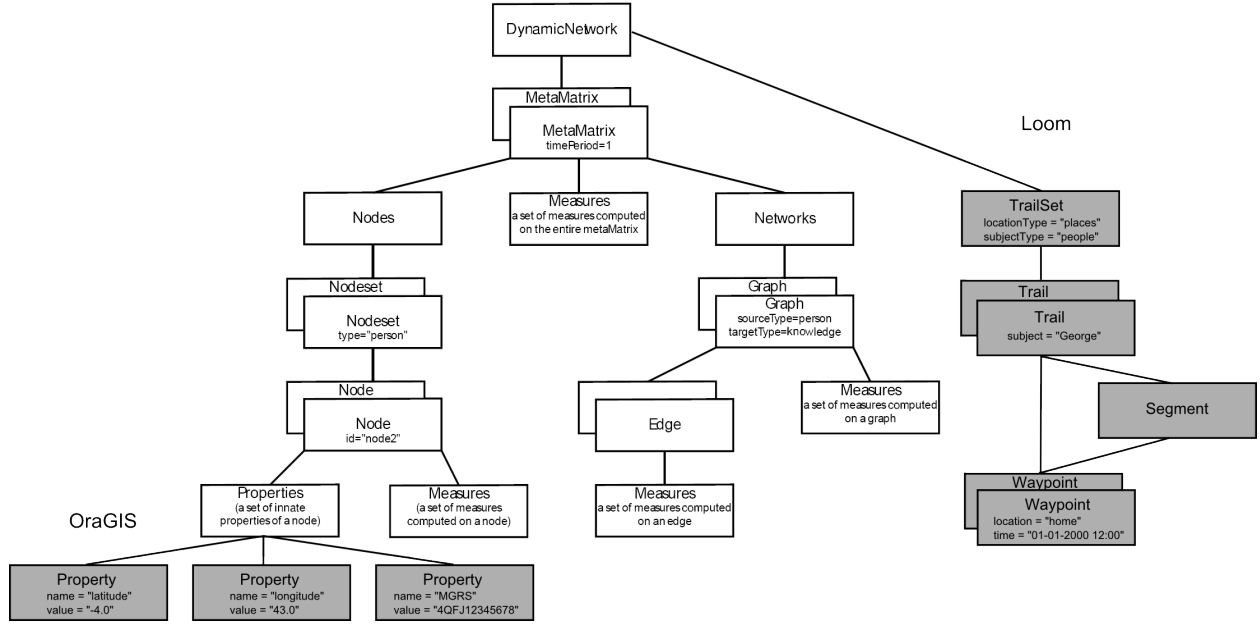 DynamicNetwork
MetaMatrix
MetaMatrix
timePeriod=1
Loom
Nodes
Measures
a set of measures computed
on the entire metaMatrix
Networks
TrailSet
locationType = "places"
subjectType = "people"
Nodeset
Nodeset
type="person"
Graph
Graph
sourceType=person
targetType=knowledge
Trail
Trail
subject = "George"
Node
Node
id="node2"
Edge
Measures
a set of measures computed
on a graph
Segment
Properties
(a set of innate
properties of a node)
Measures
(a set of measures
computed on a node)
Measures
a set of measures computed
on an edge
Waypoint
Waypoint
location = "home"
time = "01-01-2000 12:00"
OraGIS
Property
name = "latitude"
value = "-4.0"
Property
name = "longitude"
value = "43.0"
Property
name = "MGRS"
value = "4QFJ12345678"